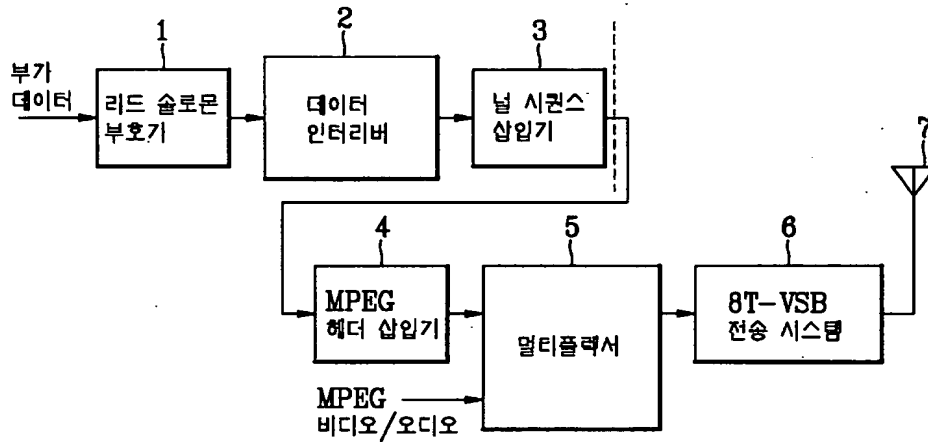 1
2
3
부가
데이터
리드 솔로몬
부호기
데이터
인터리버
널 시퀀스
삽입기
7
4
5
6
MPEG
헤더 삽입기
멀티플렉서
8T-VSB
전송 시스템
MPEG
비디오/오디오